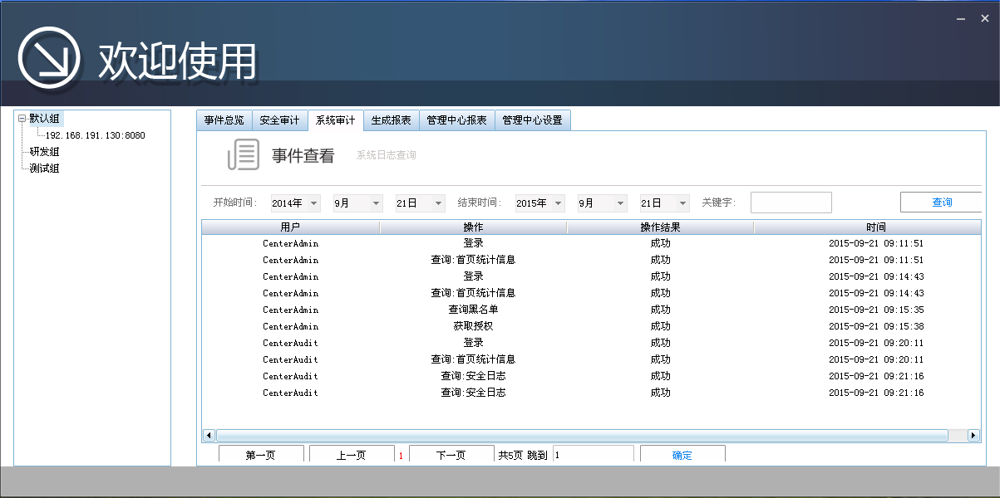 欢迎使用
默认组
192.168.191.130:8080
研发组
测试组
事件总览 安全审计 系统审计 生成报表 管理中心报表 管理中心设置
事件查看 系统日志查询
开始时间: 2014年 9月 21日 结束时间: 2015年 9月 21日 关键字: 查询
用户 操作 操作结果 时间
CenterAdmin 登录 成功 2015-09-21 09:11:51
CenterAdmin 查询:首页统计信息 成功 2015-09-21 09:11:51
CenterAdmin 登录 成功 2015-09-21 09:14:43
CenterAdmin 查询:首页统计信息 成功 2015-09-21 09:14:43
CenterAdmin 查询黑名单 成功 2015-09-21 09:15:35
CenterAdmin 获取授权 成功 2015-09-21 09:15:38
CenterAudit 登录 成功 2015-09-21 09:20:11
CenterAudit 查询:首页统计信息 成功 2015-09-21 09:20:11
CenterAudit 查询:安全日志 成功 2015-09-21 09:21:16
CenterAudit 查询:安全日志 成功 2015-09-21 09:21:16
第一页 上一页 1 下一页 共5页 跳到 1 确定